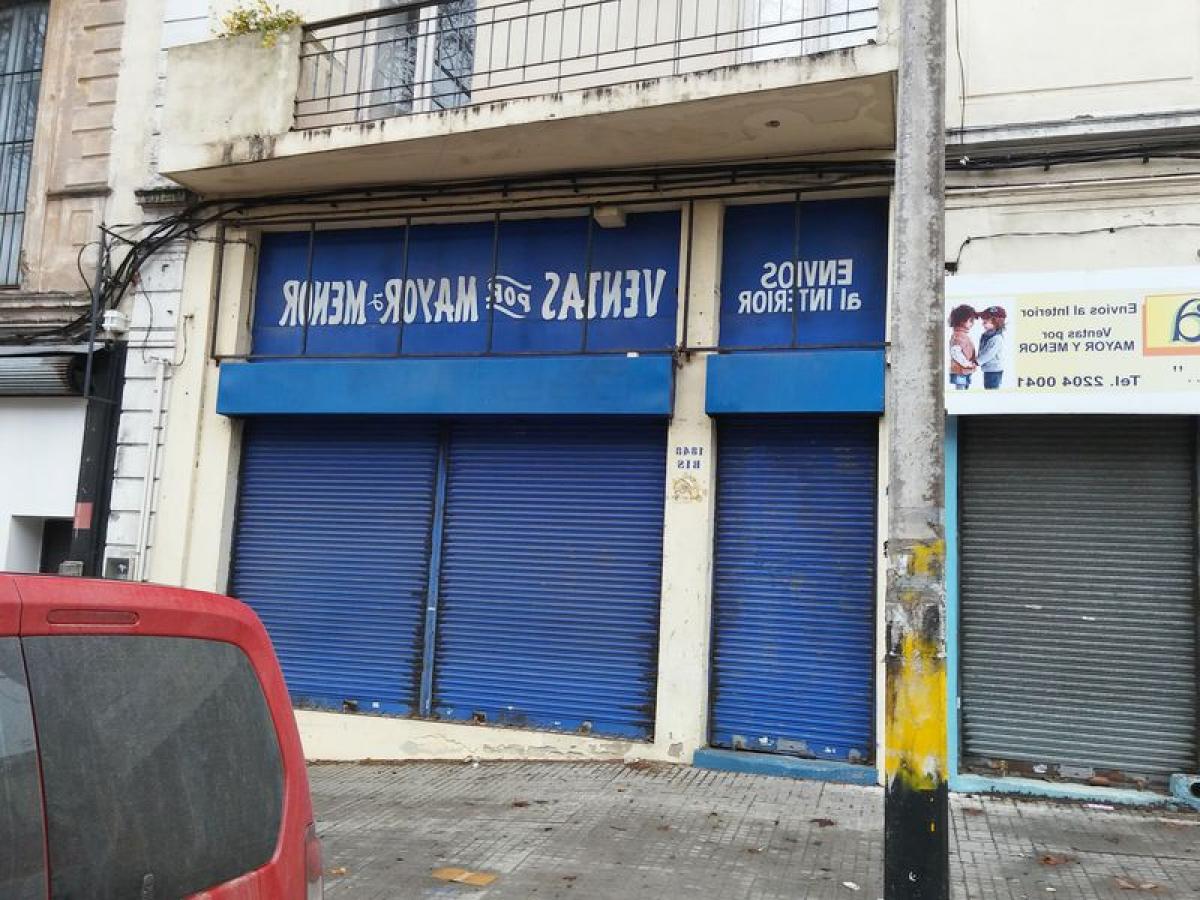 VENTAS POR MAYOR y MENOR
ENVIOS
al INTERIOR
1848
BIS
Envios al Interior
Ventas por
MAYOR Y MENOR
Tel. 2204 0041